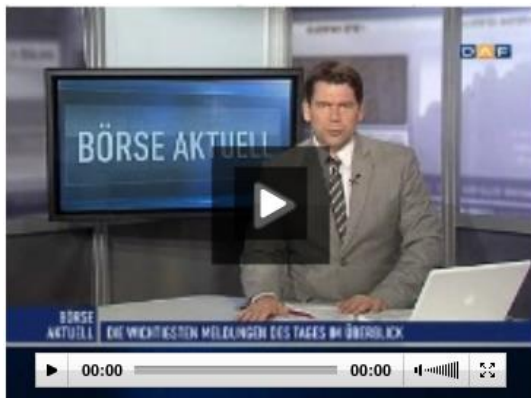 DAF
BÖRSE AKTUELL
BÖRSE
AKTUELL
DIE WICHTIGSTEN MELDUNGEN DES TAGES IM ÜBERBLICK
00:00 00:00